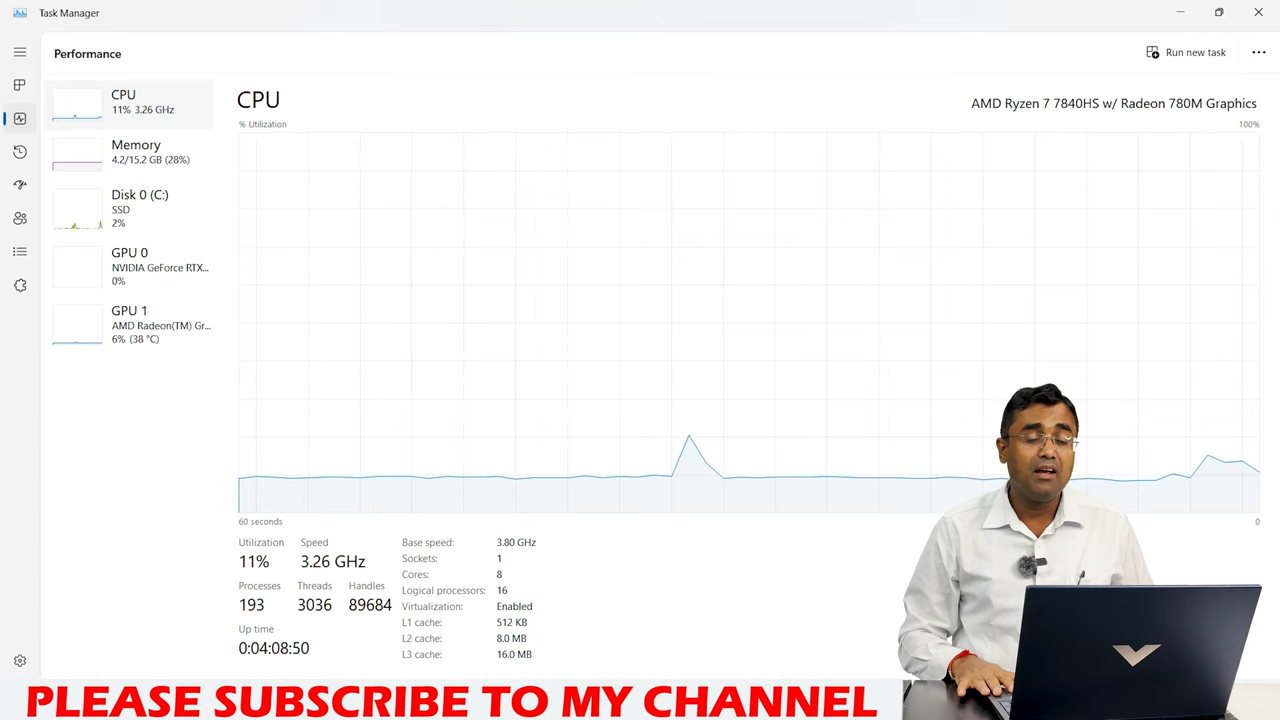 Task Manager
Performance
Run new task
CPU
11% 3.26 GHz
Memory
4.2/15.2 GB (28%)
Disk 0 (C:)
SSD
2%
GPU 0
NVIDIA GeForce RTX...
0%
GPU 1
AMD Radeon(TM) Gr...
6% (38 °C)
CPU
AMD Ryzen 7 7840HS w/ Radeon 780M Graphics
% Utilization
100%
60 seconds
0
Utilization
Speed
11%
3.26 GHz
Processes
Threads
Handles
193
3036
89684
Up time
0:04:08:50
Base speed: 3.80 GHz
Sockets: 1
Cores: 8
Logical processors: 16
Virtualization: Enabled
L1 cache: 512 KB
L2 cache: 8.0 MB
L3 cache: 16.0 MB
PLEASE SUBSCRIBE TO MY CHANNEL